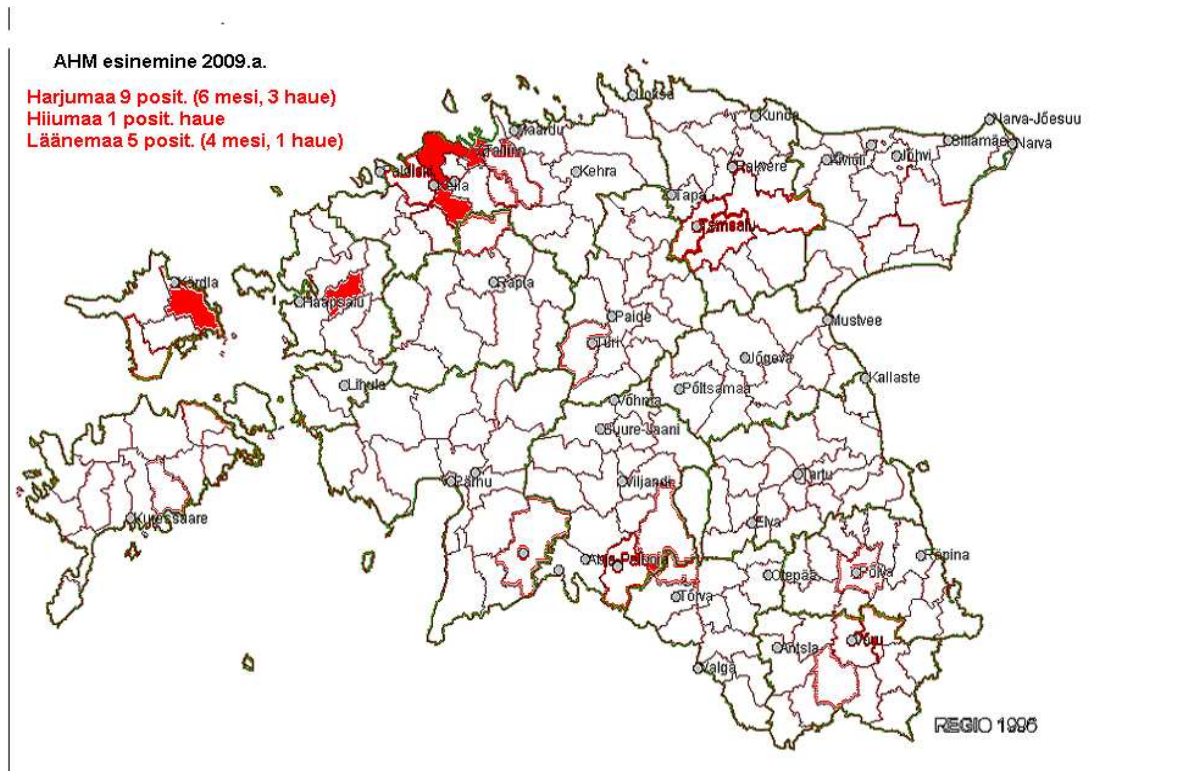 AHM esinemine 2009.a.
Harjumaa 9 posit. (6 mesi, 3 haue)
Hiiumaa 1 posit. haue
Läänemaa 5 posit. (4 mesi, 1 haue)
Loksa
Kunda
Narva-Jõesuu
Maardu
Sillamäe
Narva
Tallinn
Kiviõli
Jõhvi
Rakvere
Paldiski
Kehra
Keila
Tapa
Tamsalu
Kärdla
Rapla
Haapsalu
Paide
Mustvee
Türi
Jõgeva
Lihula
Põltsamaa
Kallaste
Võhma
Suure-Jaani
Pärnu
Viljandi
Tartu
Kuressaare
Elva
Abja-Paluoja
Räpina
Otepää
Põlva
Tõrva
Võru
Antsla
Valga
REGIO 1996